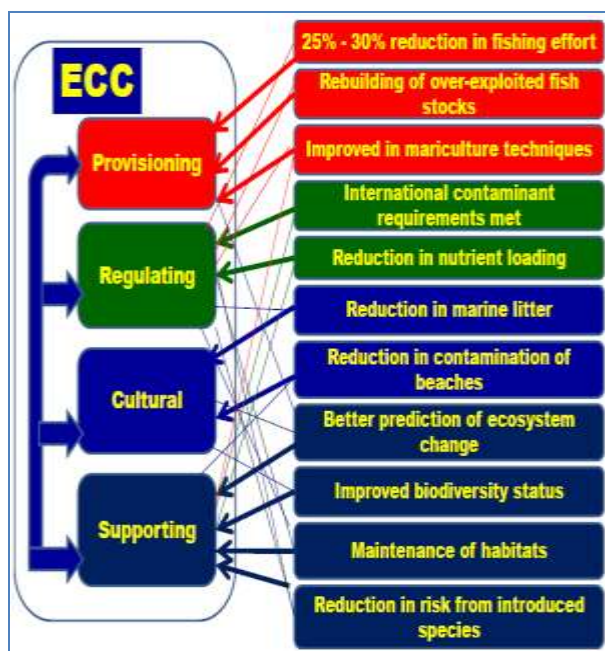 ECC
Provisioning
Regulating
Cultural
Supporting
25% - 30% reduction in fishing effort
Rebuilding of over-exploited fish
stocks
Improved in mariculture techniques
International contaminant
requirements met
Reduction in nutrient loading
Reduction in marine litter
Reduction in contamination of
beaches
Better prediction of ecosystem
change
Improved biodiversity status
Maintenance of habitats
Reduction in risk from introduced
species